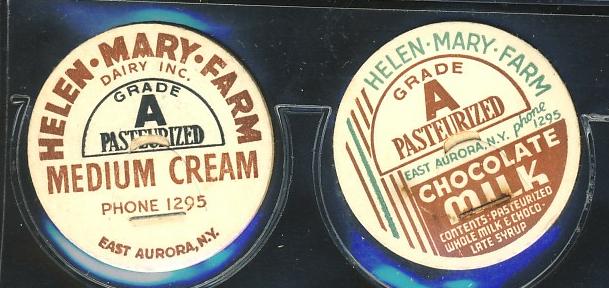 HELEN·MARY·FARM
DAIRY INC.
GRADE
A
PASTEURIZED
MEDIUM CREAM
PHONE 1295
EAST AURORA, N.Y.
HELEN·MARY·FARM
GRADE
A
PASTEURIZED
EAST AURORA, N.Y. phone
1295
CHOCOLATE
MILK
CONTENTS: PASTEURIZED
WHOLE MILK & CHOCO-
LATE SYRUP